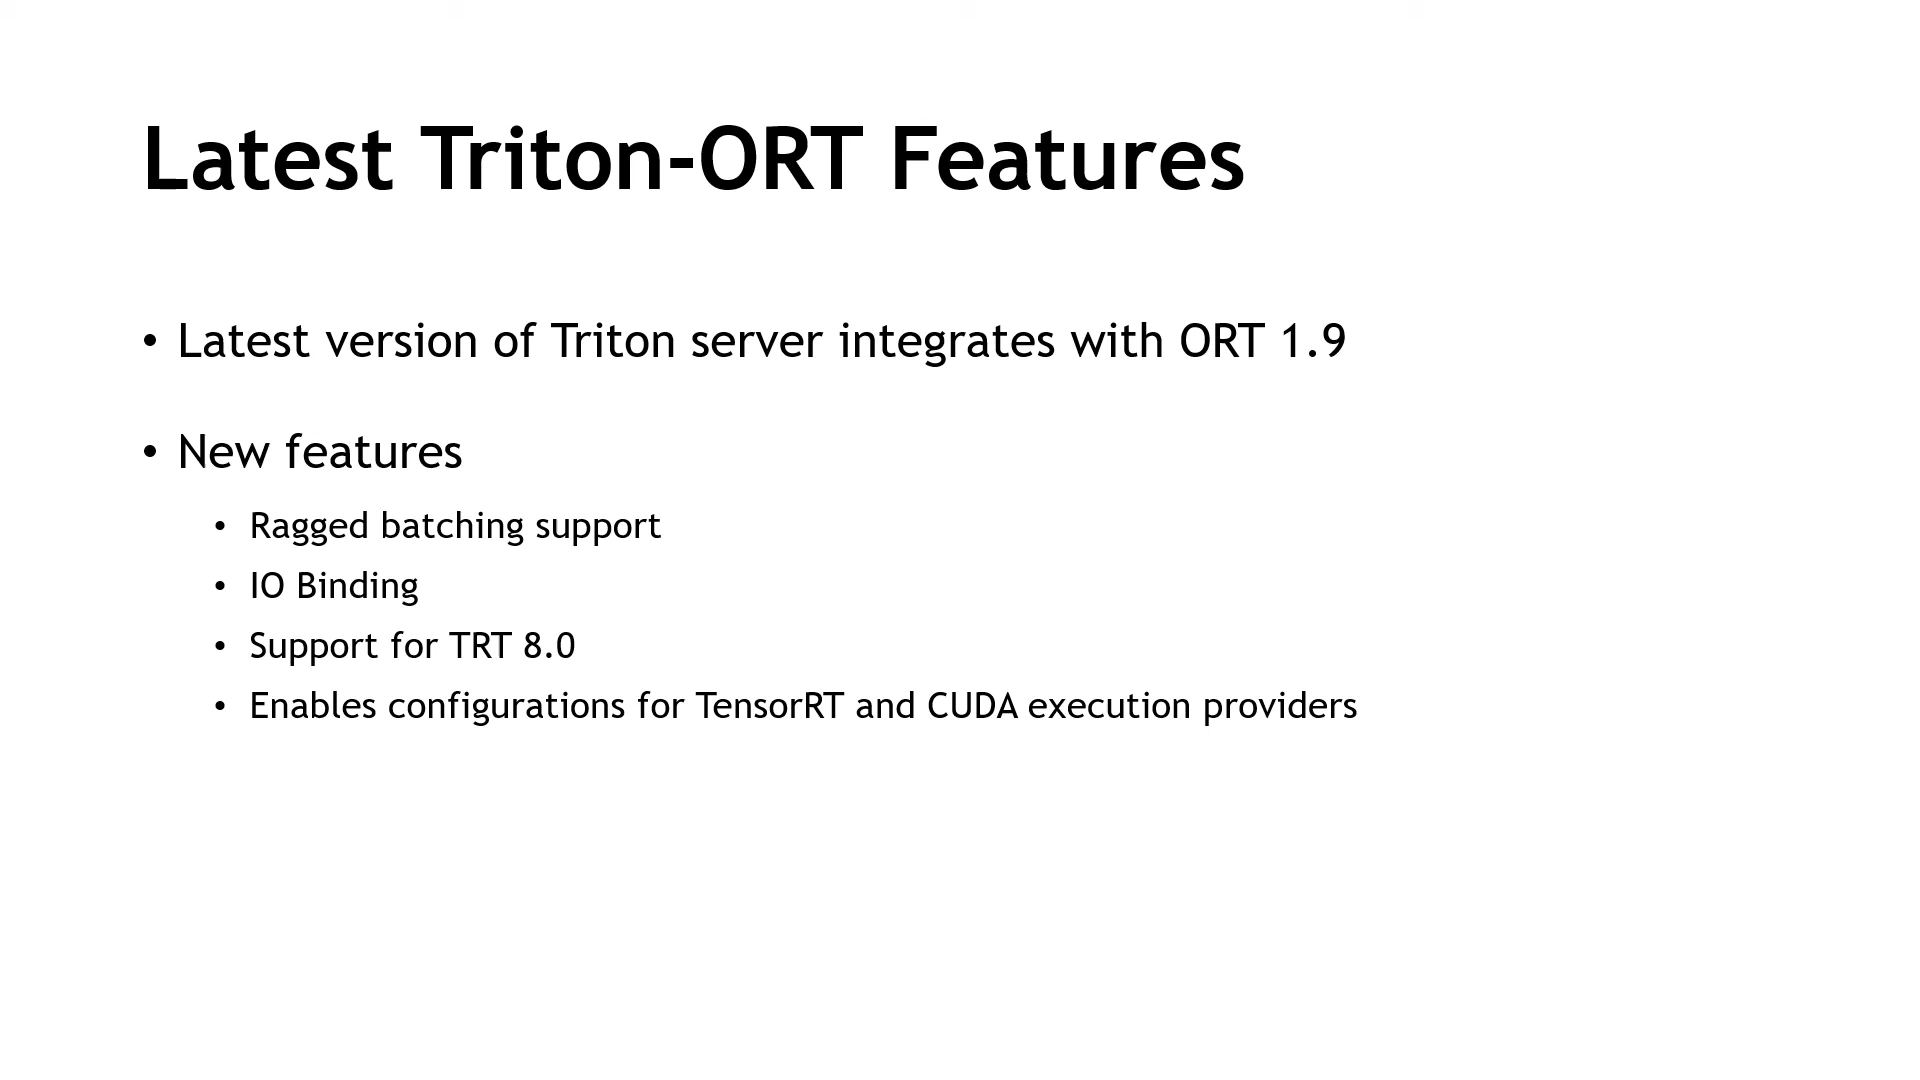 Latest Triton-ORT Features
• Latest version of Triton server integrates with ORT 1.9
• New features
• Ragged batching support
• IO Binding
• Support for TRT 8.0
• Enables configurations for TensorRT and CUDA execution providers